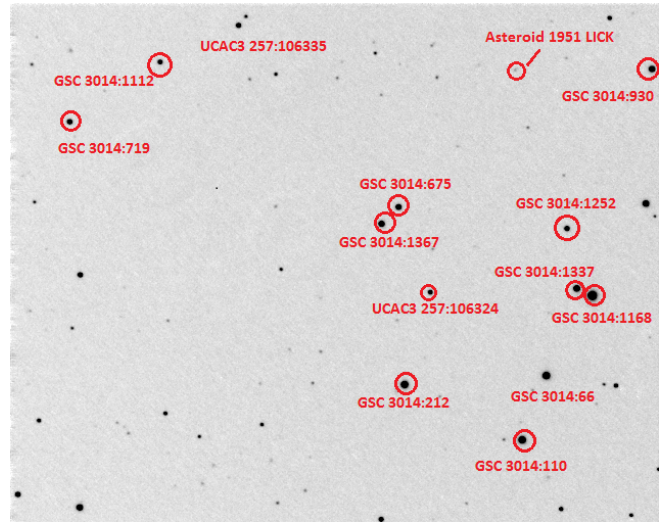 Asteroid 1951 LICK
UCAC3 257:106335
GSC 3014:1112
GSC 3014:930
GSC 3014:719
GSC 3014:675
GSC 3014:1252
GSC 3014:1367
GSC 3014:1337
UCAC3 257:106324
GSC 3014:1168
GSC 3014:66
GSC 3014:212
GSC 3014:110